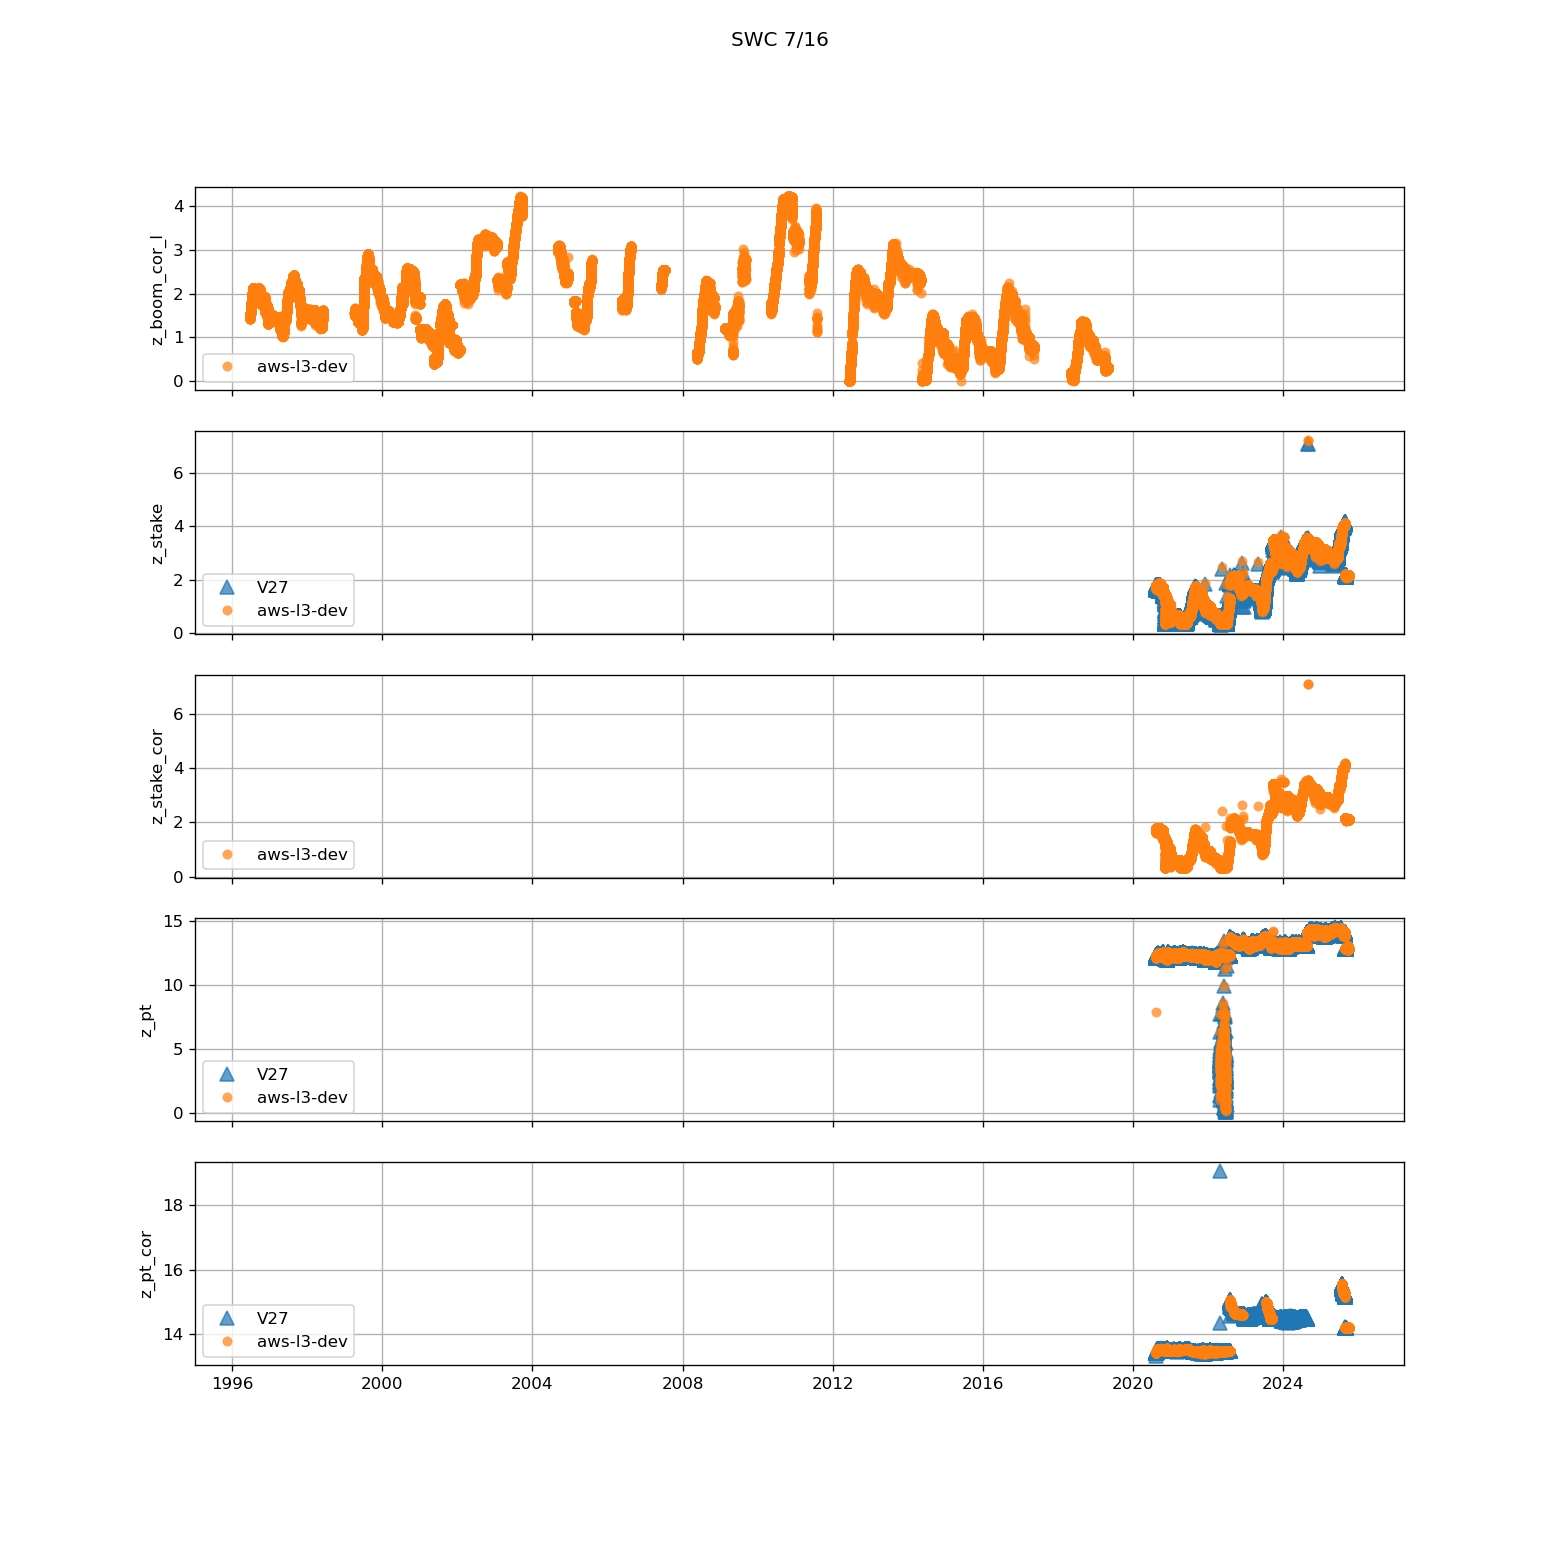 SWC 7/16
z_boom_cor_l
4
3
2
1
0
aws-l3-dev
z_stake
6
4
2
0
V27
aws-l3-dev
z_stake_cor
6
4
2
0
aws-l3-dev
z_pt
15
10
5
0
V27
aws-l3-dev
z_pt_cor
18
16
14
V27
aws-l3-dev
1996 2000 2004 2008 2012 2016 2020 2024